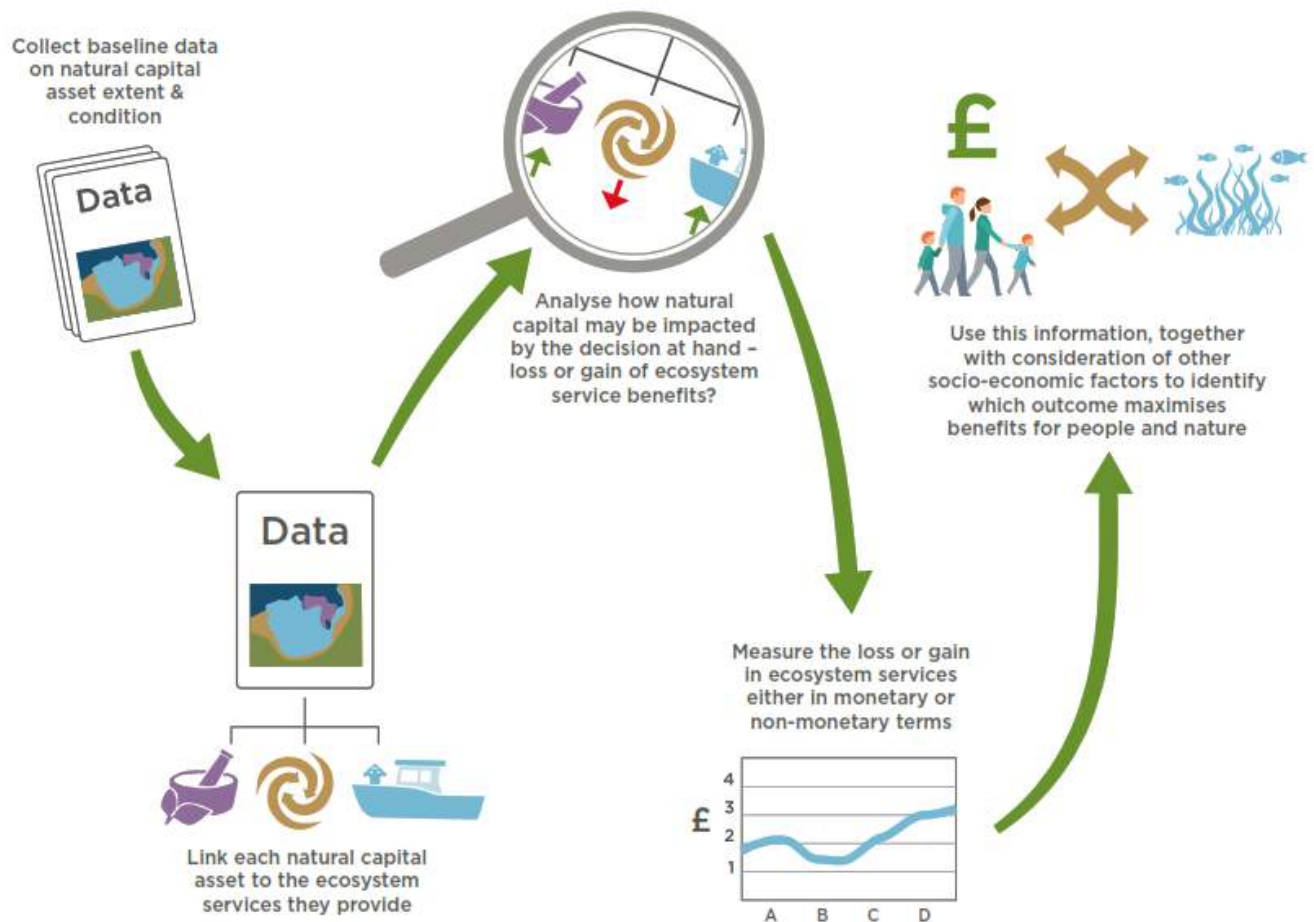 Collect baseline data
on natural capital
asset extent &
condition
Data
Data
Link each natural capital
asset to the ecosystem
services they provide
Analyse how natural
capital may be impacted
by the decision at hand –
loss or gain of ecosystem
service benefits?
Measure the loss or gain
in ecosystem services
either in monetary or
non-monetary terms
4
3
£
2
1
A B C D
£
Use this information, together
with consideration of other
socio-economic factors to identify
which outcome maximises
benefits for people and nature